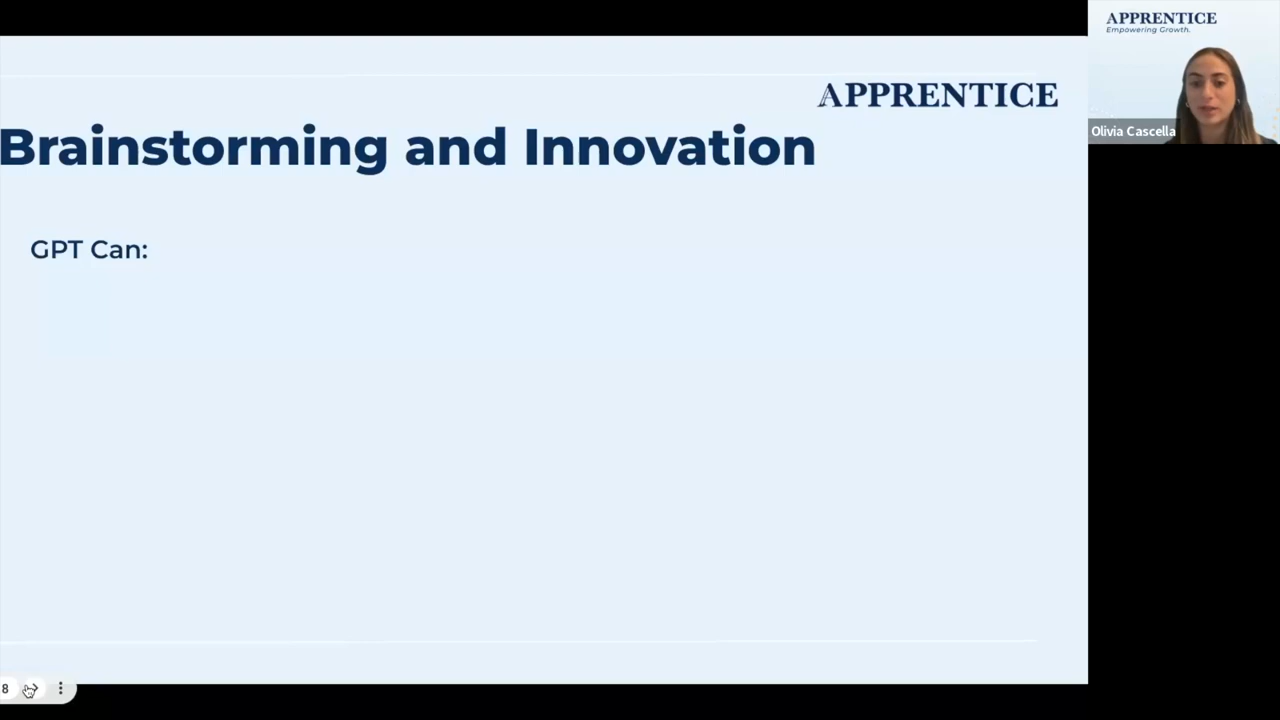 APPRENTICE
Empowering Growth.
APPRENTICE
Brainstorming and Innovation
Olivia Cascella
GPT Can:
8